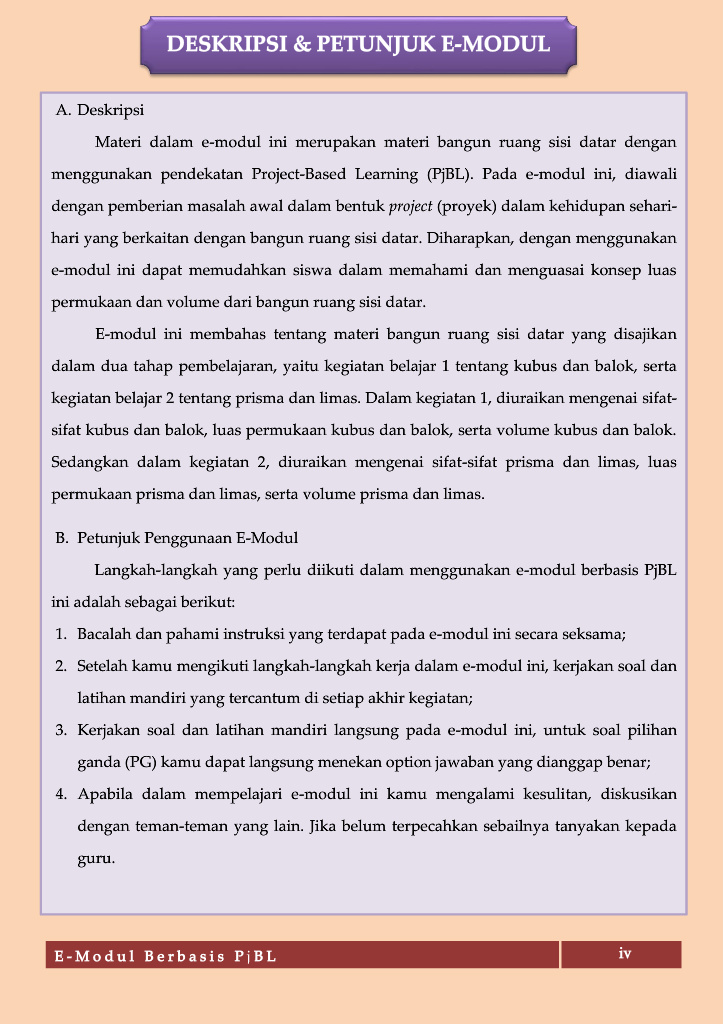 DESKRIPSI & PETUNJUK E-MODUL
A. Deskripsi
Materi dalam e-modul ini merupakan materi bangun ruang sisi datar dengan
menggunakan pendekatan Project-Based Learning (PjBL). Pada e-modul ini, diawali
dengan pemberian masalah awal dalam bentuk project (proyek) dalam kehidupan sehari-
hari yang berkaitan dengan bangun ruang sisi datar. Diharapkan, dengan menggunakan
e-modul ini dapat memudahkan siswa dalam memahami dan menguasai konsep luas
permukaan dan volume dari bangun ruang sisi datar.
E-modul ini membahas tentang materi bangun ruang sisi datar yang disajikan
dalam dua tahap pembelajaran, yaitu kegiatan belajar 1 tentang kubus dan balok, serta
kegiatan belajar 2 tentang prisma dan limas. Dalam kegiatan 1, diuraikan mengenai sifat-
sifat kubus dan balok, luas permukaan kubus dan balok, serta volume kubus dan balok.
Sedangkan dalam kegiatan 2, diuraikan mengenai sifat-sifat prisma dan limas, luas
permukaan prisma dan limas, serta volume prisma dan limas.
B. Petunjuk Penggunaan E-Modul
Langkah-langkah yang perlu diikuti dalam menggunakan e-modul berbasis PjBL
ini adalah sebagai berikut:
1. Bacalah dan pahami instruksi yang terdapat pada e-modul ini secara seksama;
2. Setelah kamu mengikuti langkah-langkah kerja dalam e-modul ini, kerjakan soal dan
latihan mandiri yang tercantum di setiap akhir kegiatan;
3. Kerjakan soal dan latihan mandiri langsung pada e-modul ini, untuk soal pilihan
ganda (PG) kamu dapat langsung menekan option jawaban yang dianggap benar;
4. Apabila dalam mempelajari e-modul ini kamu mengalami kesulitan, diskusikan
dengan teman-teman yang lain. Jika belum terpecahkan sebailnya tanyakan kepada
guru.
E-Modul Berbasis PjBL
iv